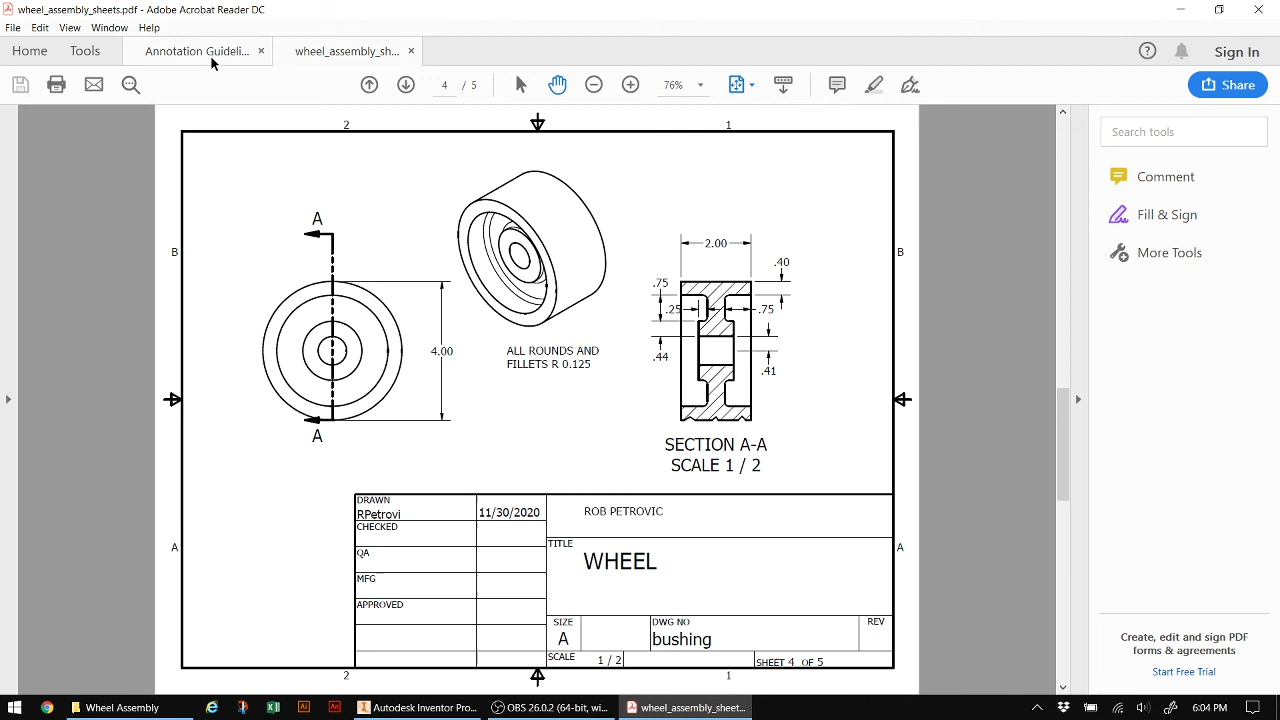 wheel_assembly_sheets.pdf - Adobe Acrobat Reader DC
File Edit View Window Help
Home Tools Annotation Guideli... × wheel_assembly_sh... × Sign In
4 / 5 76% Share
2 1
Search tools
Comment
Fill & Sign
More Tools
A
B B
2.00
.40
.75
.25 .75
4.00
ALL ROUNDS AND
FILLETS R 0.125
.44
.41
A
SECTION A-A
SCALE 1 / 2
DRAWN
RPetrovi 11/30/2020 ROB PETROVIC
CHECKED
TITLE
A QA WHEEL A
MFG
APPROVED
SIZE DWG NO REV
A bushing
SCALE 1 / 2 SHEET 4 OF 5
2 1
Create, edit and sign PDF
forms & agreements
Start Free Trial
Wheel Assembly Autodesk Inventor Pro... OBS 26.0.2 (64-bit, wi... wheel_assembly_sheet... 6:04 PM